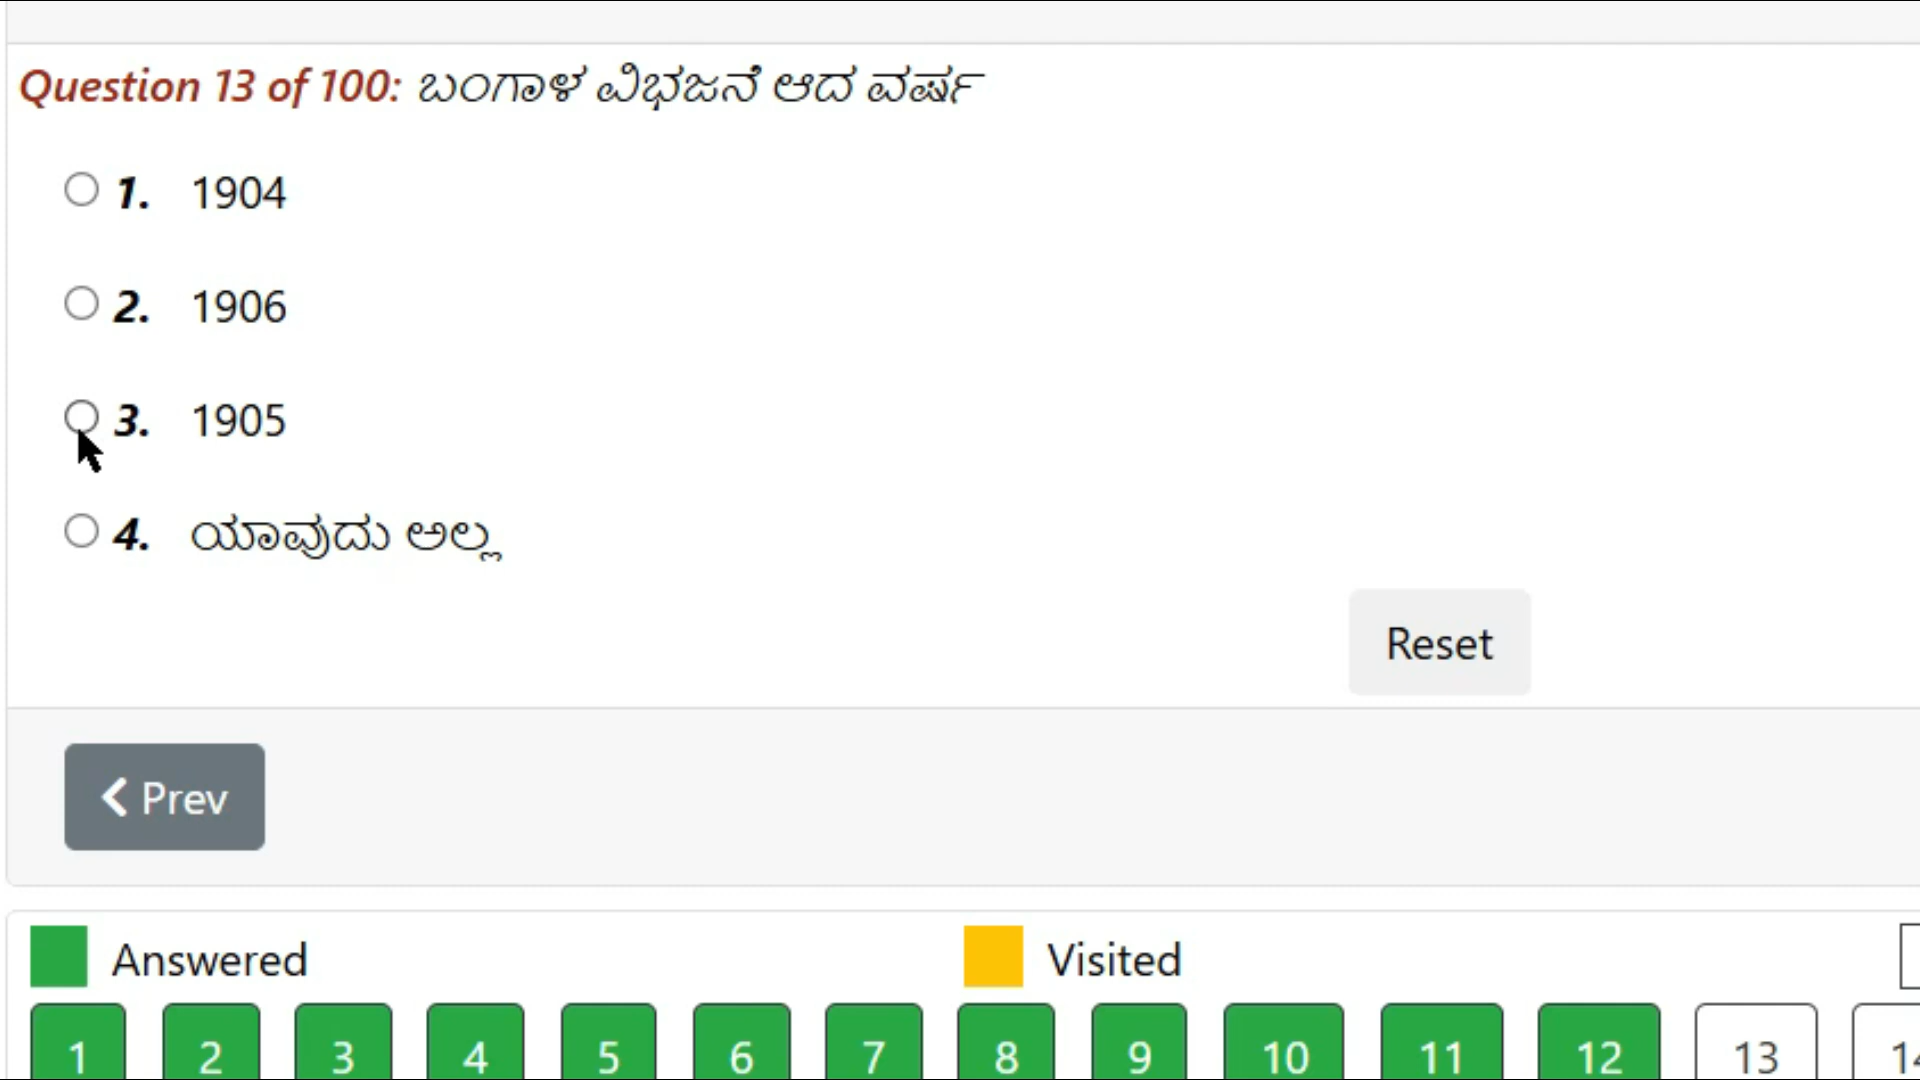 Question 13 of 100: ಬಂಗಾಳ ವಿಭಜನೆ ಆದ ವರ್ಷ
1. 1904
2. 1906
3. 1905
4. ಯಾವುದು ಅಲ್ಲ
Reset
Prev
Answered Visited
1 2 3 4 5 6 7 8 9 10 11 12 13